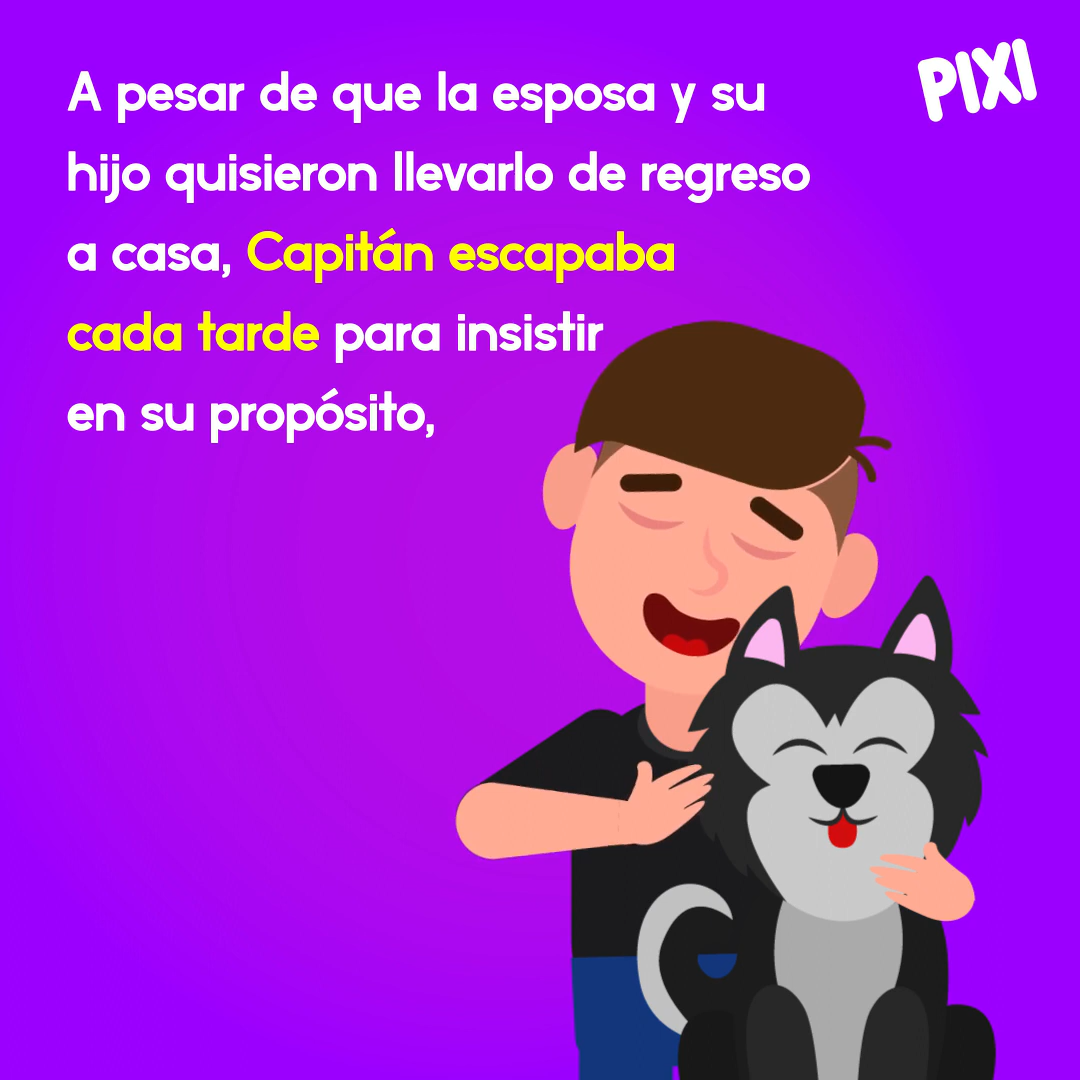 A pesar de que la esposa y su
hijo quisieron llevarlo de regreso
a casa, Capitán escapaba
cada tarde para insistir
en su propósito,
PIXI